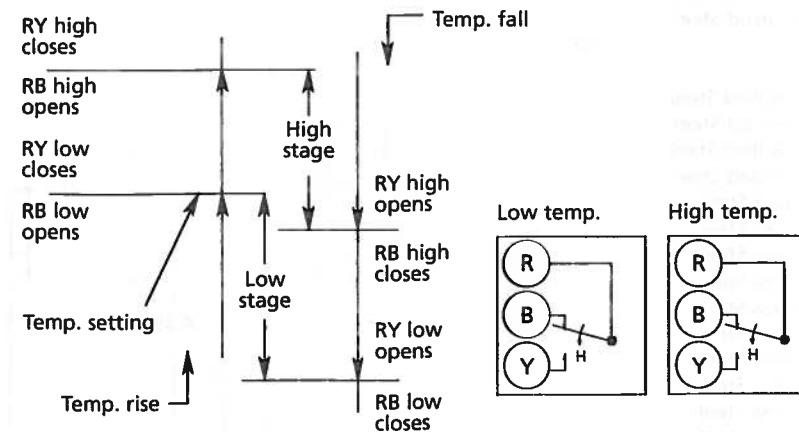 RY high
closes
RB high
opens
RY low
closes
RB low
opens
Temp. setting
Temp. rise
Temp. fall
High
stage
Low
stage
RY high
opens
RB high
closes
RY low
opens
RB low
closes
Low temp.
R
B
Y
H
High temp.
R
B
Y
H